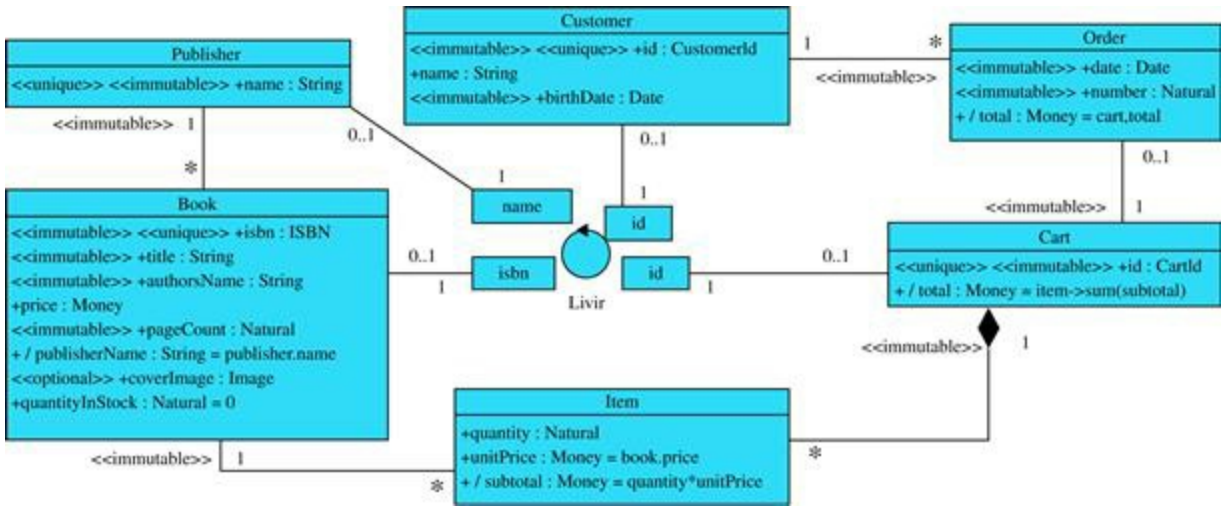 Publisher
<<unique>> <<immutable>> +name : String
Customer
<<immutable>> <<unique>> +id : CustomerId
+name : String
<<immutable>> +birthDate : Date
Order
<<immutable>> +date : Date
<<immutable>> +number : Natural
+ / total : Money = cart,total
1
*
<<immutable>>
<<immutable>>
1
*
0..1
1
0..1
1
0..1
<<immutable>>
1
name
id
isbn
id
Livir
Book
<<immutable>> <<unique>> +isbn : ISBN
<<immutable>> +title : String
<<immutable>> +authorsName : String
+price : Money
<<immutable>> +pageCount : Natural
+ / publisherName : String = publisher.name
<<optional>> +coverImage : Image
+quantityInStock : Natural = 0
0..1
1
1
0..1
Cart
<<unique>> <<immutable>> +id : CartId
+ / total : Money = item->sum(subtotal)
<<immutable>>
1
*
Item
+quantity : Natural
+unitPrice : Money = book.price
+ / subtotal : Money = quantity*unitPrice
<<immutable>>
1
*